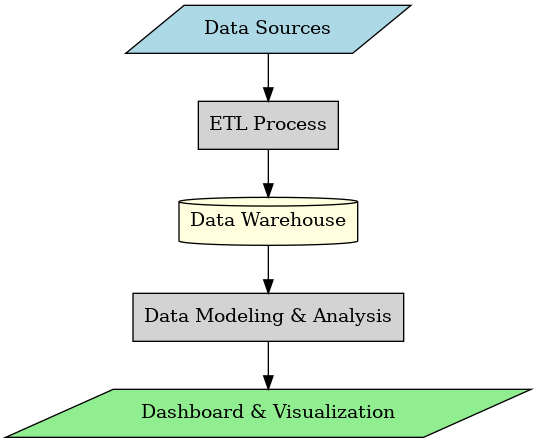 Data Sources
ETL Process
Data Warehouse
Data Modeling & Analysis
Dashboard & Visualization